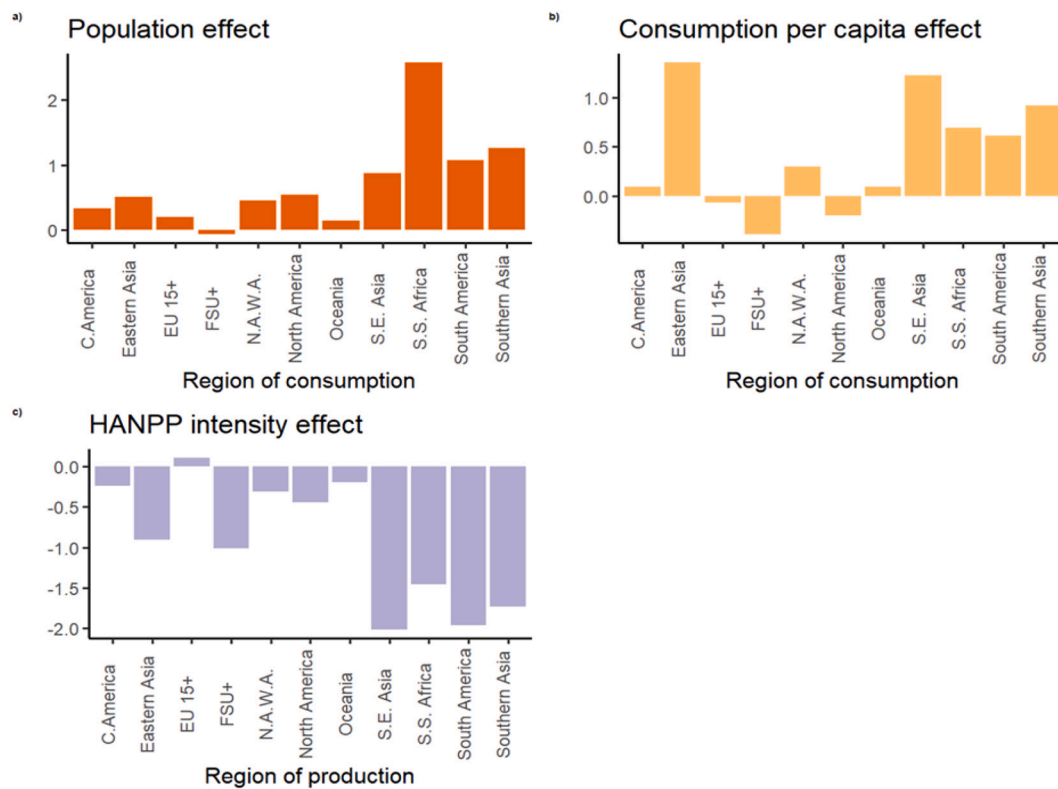 a)
Population effect
2
1
0
C.America
Eastern Asia
EU 15+
FSU+
N.A.W.A.
North America
Oceania
S.E. Asia
S.S. Africa
South America
Southern Asia
Region of consumption
b)
Consumption per capita effect
1.0
0.5
0.0
C.America
Eastern Asia
EU 15+
FSU+
N.A.W.A.
North America
Oceania
S.E. Asia
S.S. Africa
South America
Southern Asia
Region of consumption
c)
HANPP intensity effect
0.0
-0.5
-1.0
-1.5
-2.0
C.America
Eastern Asia
EU 15+
FSU+
N.A.W.A.
North America
Oceania
S.E. Asia
S.S. Africa
South America
Southern Asia
Region of production